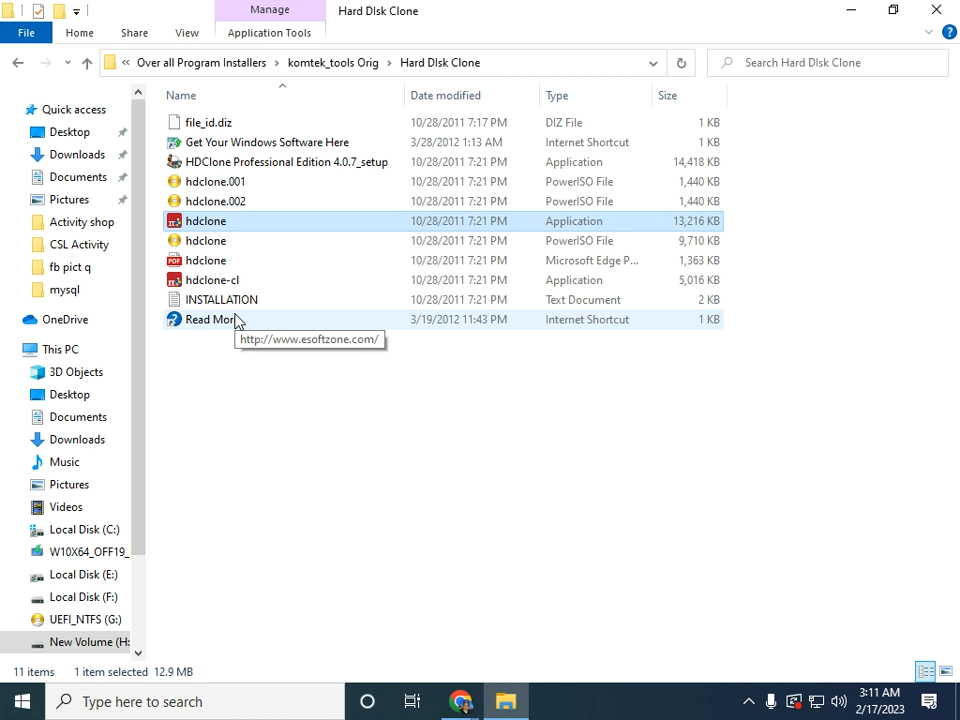 Manage
Hard DIsk Clone
File
Home
Share
View
Application Tools
« Over all Program Installers › komtek_tools Orig › Hard DIsk Clone
Search Hard DIsk Clone
Name
Date modified
Type
Size
file_id.diz 10/28/2011 7:17 PM DIZ File 1 KB
Get Your Windows Software Here 3/28/2012 1:13 AM Internet Shortcut 1 KB
HDClone Professional Edition 4.0.7_setup 10/28/2011 7:21 PM Application 14,418 KB
hdclone.001 10/28/2011 7:21 PM PowerISO File 1,440 KB
hdclone.002 10/28/2011 7:21 PM PowerISO File 1,440 KB
hdclone 10/28/2011 7:21 PM Application 13,216 KB
hdclone 10/28/2011 7:21 PM PowerISO File 9,710 KB
hdclone 10/28/2011 7:21 PM Microsoft Edge P... 1,363 KB
hdclone-cl 10/28/2011 7:21 PM Application 5,016 KB
INSTALLATION 10/28/2011 7:21 PM Text Document 2 KB
Read Mor 3/19/2012 11:43 PM Internet Shortcut 1 KB
http://www.esoftzone.com/
Quick access
Desktop
Downloads
Documents
Pictures
Activity shop
CSL Activity
fb pict q
mysql
OneDrive
This PC
3D Objects
Desktop
Documents
Downloads
Music
Pictures
Videos
Local Disk (C:)
W10X64_OFF19_
Local Disk (E:)
Local Disk (F:)
UEFI_NTFS (G:)
New Volume (H:
11 items 1 item selected 12.9 MB
Type here to search
3:11 AM
2/17/2023